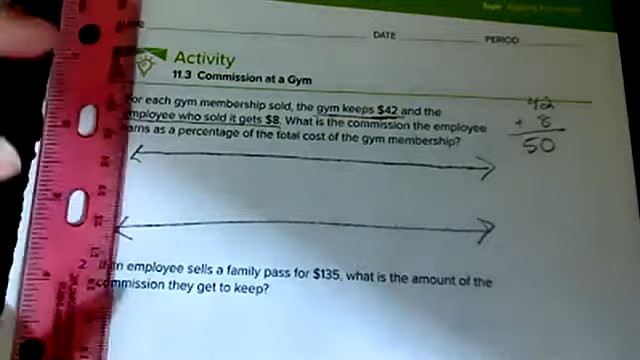 DATE
PERIOD
Activity
11.3 Commission at a Gym
For each gym membership sold, the gym keeps $42 and the
employee who sold it gets $8. What is the commission the employee
earns as a percentage of the total cost of the gym membership?
42
+ 8
50
an employee sells a family pass for $135, what is the amount of the
commission they get to keep?